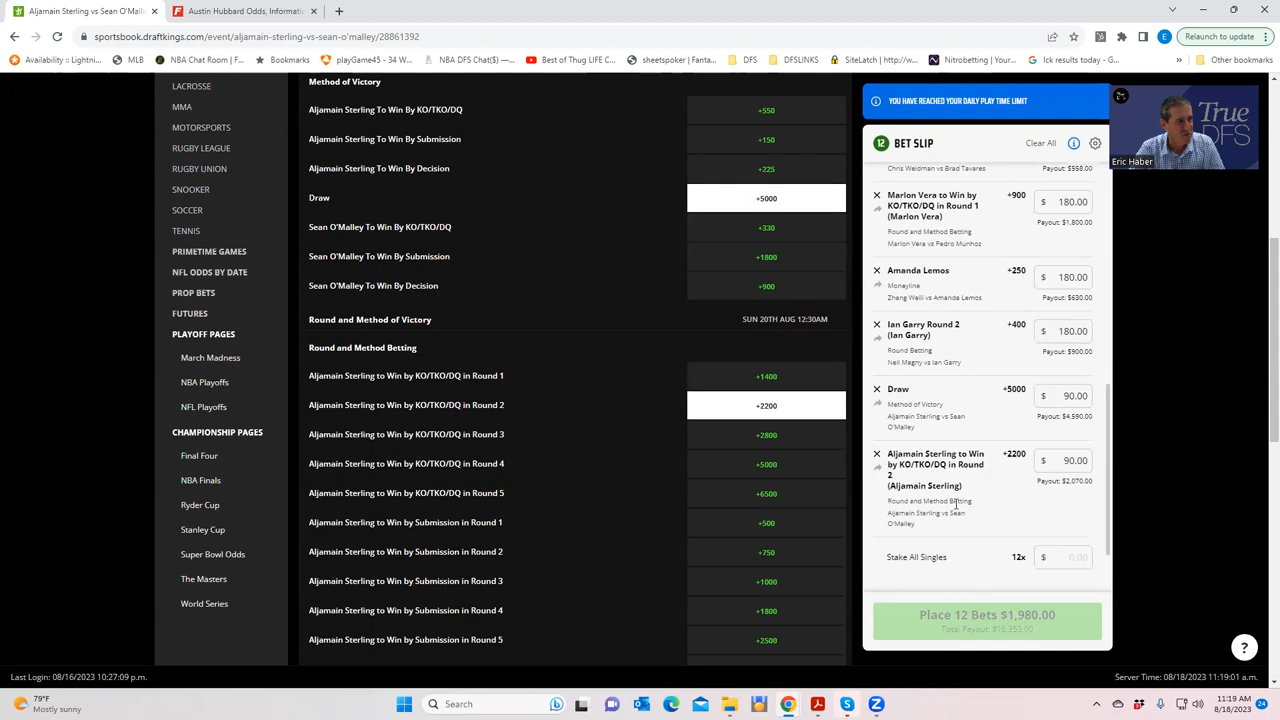 Aljamain Sterling vs Sean O'Malle
Austin Hubbard Odds, Informatio
sportsbook.draftkings.com/event/aljamain-sterling-vs-sean-o'malley/28861392
Relaunch to update
Availability :: Lightni...
MLB
NBA Chat Room | F...
Bookmarks
playGame45 - 34 W...
NBA DFS Chat($) -...
Best of Thug LIFE C...
sheetspoker | Fanta...
DFS
DFSLINKS
SiteLatch | http://w...
Nitrobetting | Your...
Ick results today - G...
Other bookmarks
LACROSSE
MMA
MOTORSPORTS
RUGBY LEAGUE
RUGBY UNION
SNOOKER
SOCCER
TENNIS
PRIMETIME GAMES
NFL ODDS BY DATE
PROP BETS
FUTURES
PLAYOFF PAGES
March Madness
NBA Playoffs
NFL Playoffs
CHAMPIONSHIP PAGES
Final Four
NBA Finals
Ryder Cup
Stanley Cup
Super Bowl Odds
The Masters
World Series
Method of Victory
Aljamain Sterling To Win By KO/TKO/DQ +550
Aljamain Sterling To Win By Submission +150
Aljamain Sterling To Win By Decision +225
Draw +5000
Sean O'Malley To Win By KO/TKO/DQ +330
Sean O'Malley To Win By Submission +1800
Sean O'Malley To Win By Decision +900
Round and Method of Victory SUN 20TH AUG 12:30AM
Round and Method Betting
Aljamain Sterling to Win by KO/TKO/DQ in Round 1 +1400
Aljamain Sterling to Win by KO/TKO/DQ in Round 2 +2200
Aljamain Sterling to Win by KO/TKO/DQ in Round 3 +2800
Aljamain Sterling to Win by KO/TKO/DQ in Round 4 +5000
Aljamain Sterling to Win by KO/TKO/DQ in Round 5 +6500
Aljamain Sterling to Win by Submission in Round 1 +500
Aljamain Sterling to Win by Submission in Round 2 +750
Aljamain Sterling to Win by Submission in Round 3 +1000
Aljamain Sterling to Win by Submission in Round 4 +1800
Aljamain Sterling to Win by Submission in Round 5 +2500
YOU HAVE REACHED YOUR DAILY PLAY TIME LIMIT
12 BET SLIP Clear All
Chris Weidman vs Brad Tavares Payout: $558.00
Marlon Vera to Win by +900 $ 180.00
KO/TKO/DQ in Round 1
(Marlon Vera) Payout: $1,800.00
Round and Method Betting
Marlon Vera vs Pedro Munhoz
Amanda Lemos +250 $ 180.00
Moneyline
Zhang Weili vs Amanda Lemos Payout: $630.00
Ian Garry Round 2 +400 $ 180.00
(Ian Garry)
Round Betting Payout: $900.00
Neil Magny vs Ian Garry
Draw +5000 $ 90.00
Method of Victory
Aljamain Sterling vs Sean Payout: $4,590.00
O'Malley
Aljamain Sterling to Win +2200 $ 90.00
by KO/TKO/DQ in Round
2
(Aljamain Sterling) Payout: $2,070.00
Round and Method Betting
Aljamain Sterling vs Sean
O'Malley
Stake All Singles 12x $ 0.00
Place 12 Bets $1,980.00
Total Payout: $16,353.00
True
DFS
Eric Haber
Last Login: 08/16/2023 10:27:09 p.m. Server Time: 08/18/2023 11:19:01 a.m.
79°F
Mostly sunny
Search
11:19 AM
8/18/2023
24